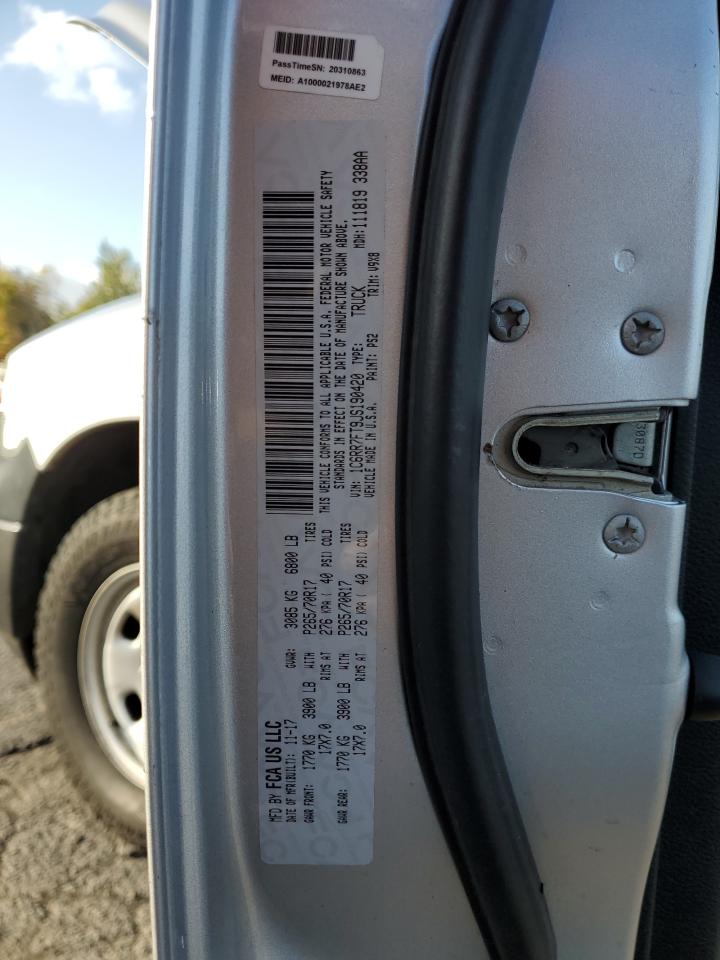 PassTimeSN: 20310863
MEID: A1000021978AE2
MFD BY FCA US LLC
DATE OF MFR(BUILT): 11-17 GVWR: 3085 KG 6800 LB
GAWR FRONT: 1770 KG 3900 LB WITH P265/70R17 TIRES
17X7.0 RIMS AT 276 KPA ( 40 PSI) COLD
GAWR REAR: 1770 KG 3900 LB WITH P265/70R17 TIRES
17X7.0 RIMS AT 276 KPA ( 40 PSI) COLD
THIS VEHICLE CONFORMS TO ALL APPLICABLE U.S.A. FEDERAL MOTOR VEHICLE SAFETY
STANDARDS IN EFFECT ON THE DATE OF MANUFACTURE SHOWN ABOVE.
VIN: 1C6RR7FT9JS190420 TYPE: TRUCK MDH:111819 338AA
VEHICLE MADE IN U.S.A. PAINT: PS2 TRIM: V9X8
3087D